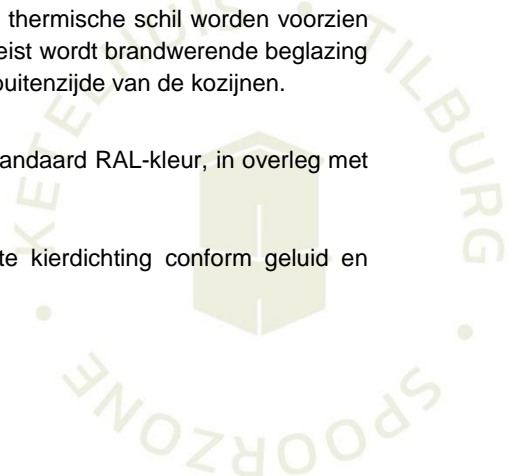 thermische schil worden voorzien
eist wordt brandwerende beglazing
buitenzijde van de kozijnen.
andaard RAL-kleur, in overleg met
te kierdichting conform geluid en
KETELHUIS • TILBURG • SPOORZONE